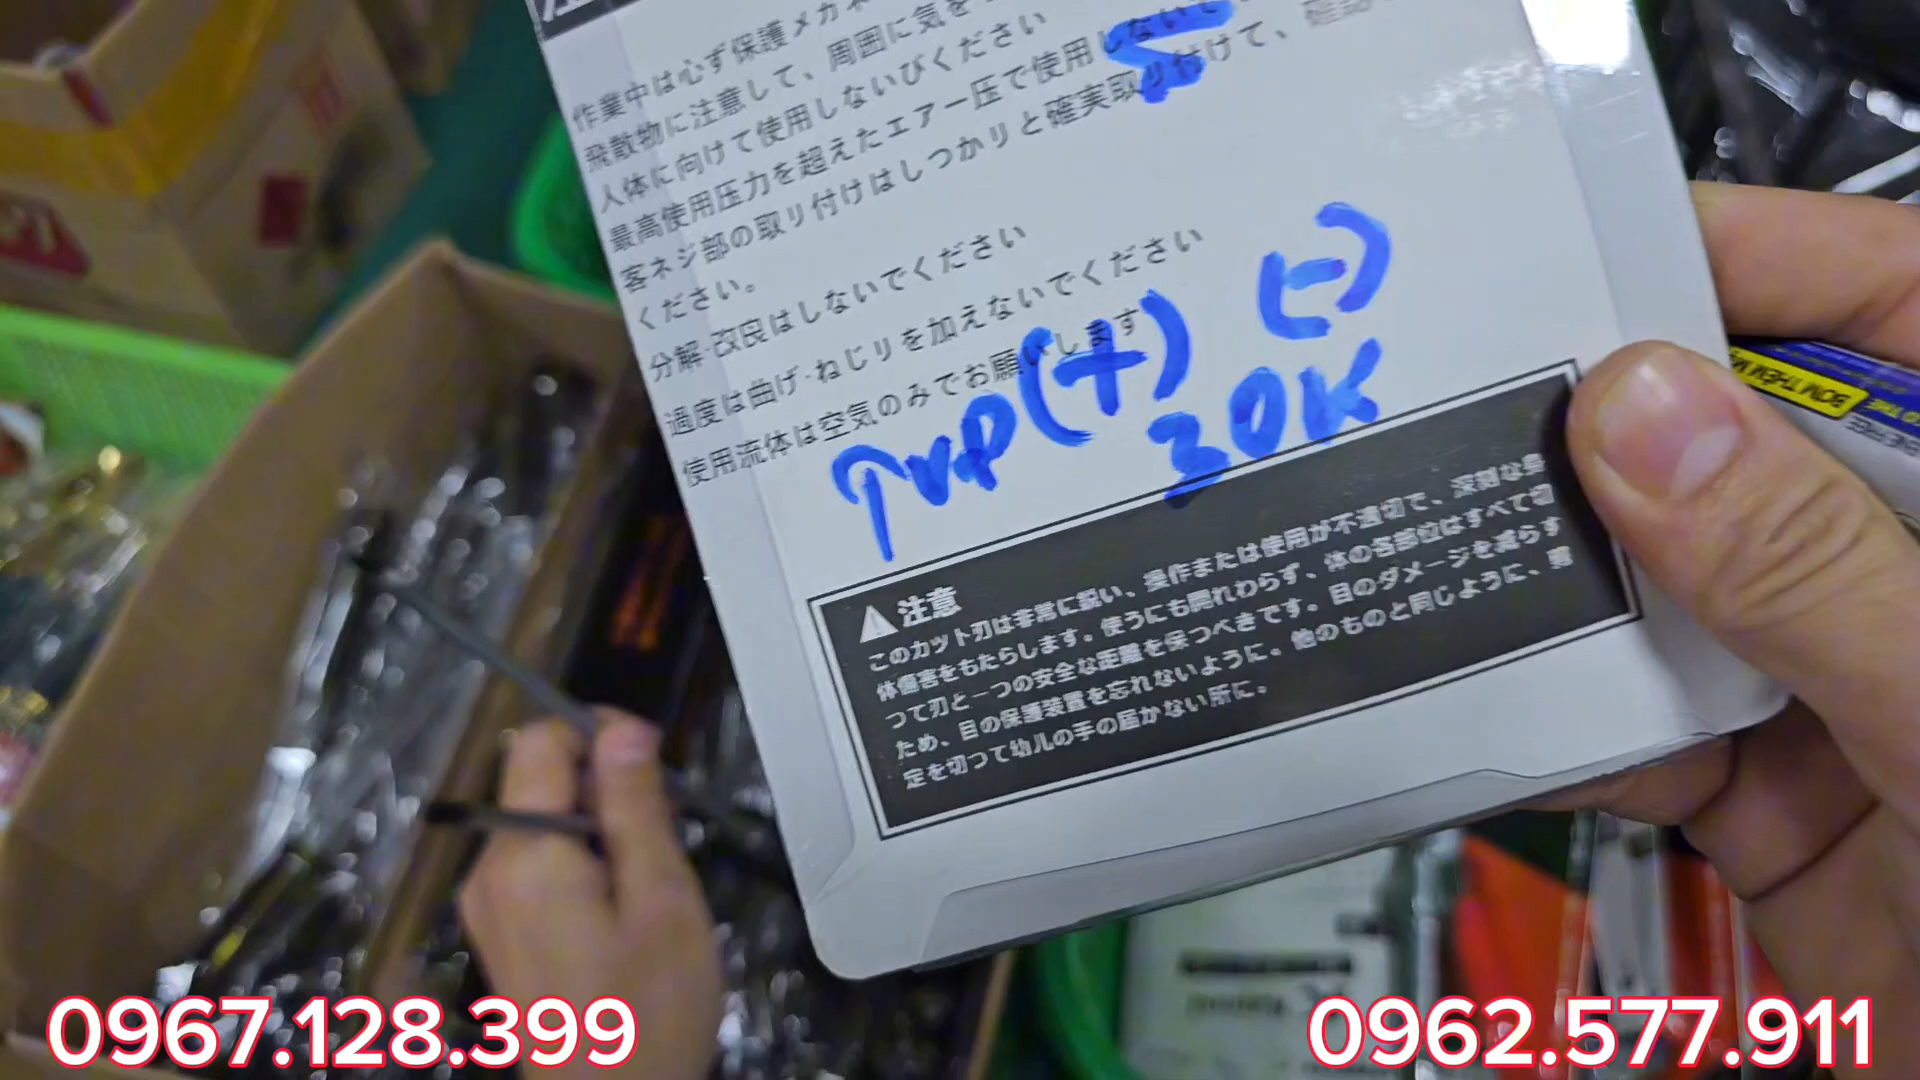 作業中は必ず保護メカネ
飛散物に注意して、周囲に気を
人体に向けて使用しないびください
最高使用圧力を超えたエアー圧で使用しないで
客ネジ部の取り付けはしつかりと確実取り付けて、確認
ください。
分解·改良はしないでください
過度は曲げ·ねじりを加えないでください
使用流体は空気のみでお願いします
(+) (-)
30K
注意
このカット刃は非常に鋭い、操作または使用が不適切で、深刻な身
体傷害をもたらします。使うにも関れわらず、体の各部位はすべて切
つて刃と一つの安全な距離を保つべきです。目のダメージを減らす
ため、目の保護装置を忘れないように。他のものと同じように、
定を切つて幼儿の手の届かない所に。
BƠM THÊM M
0967.128.399
0962.577.911